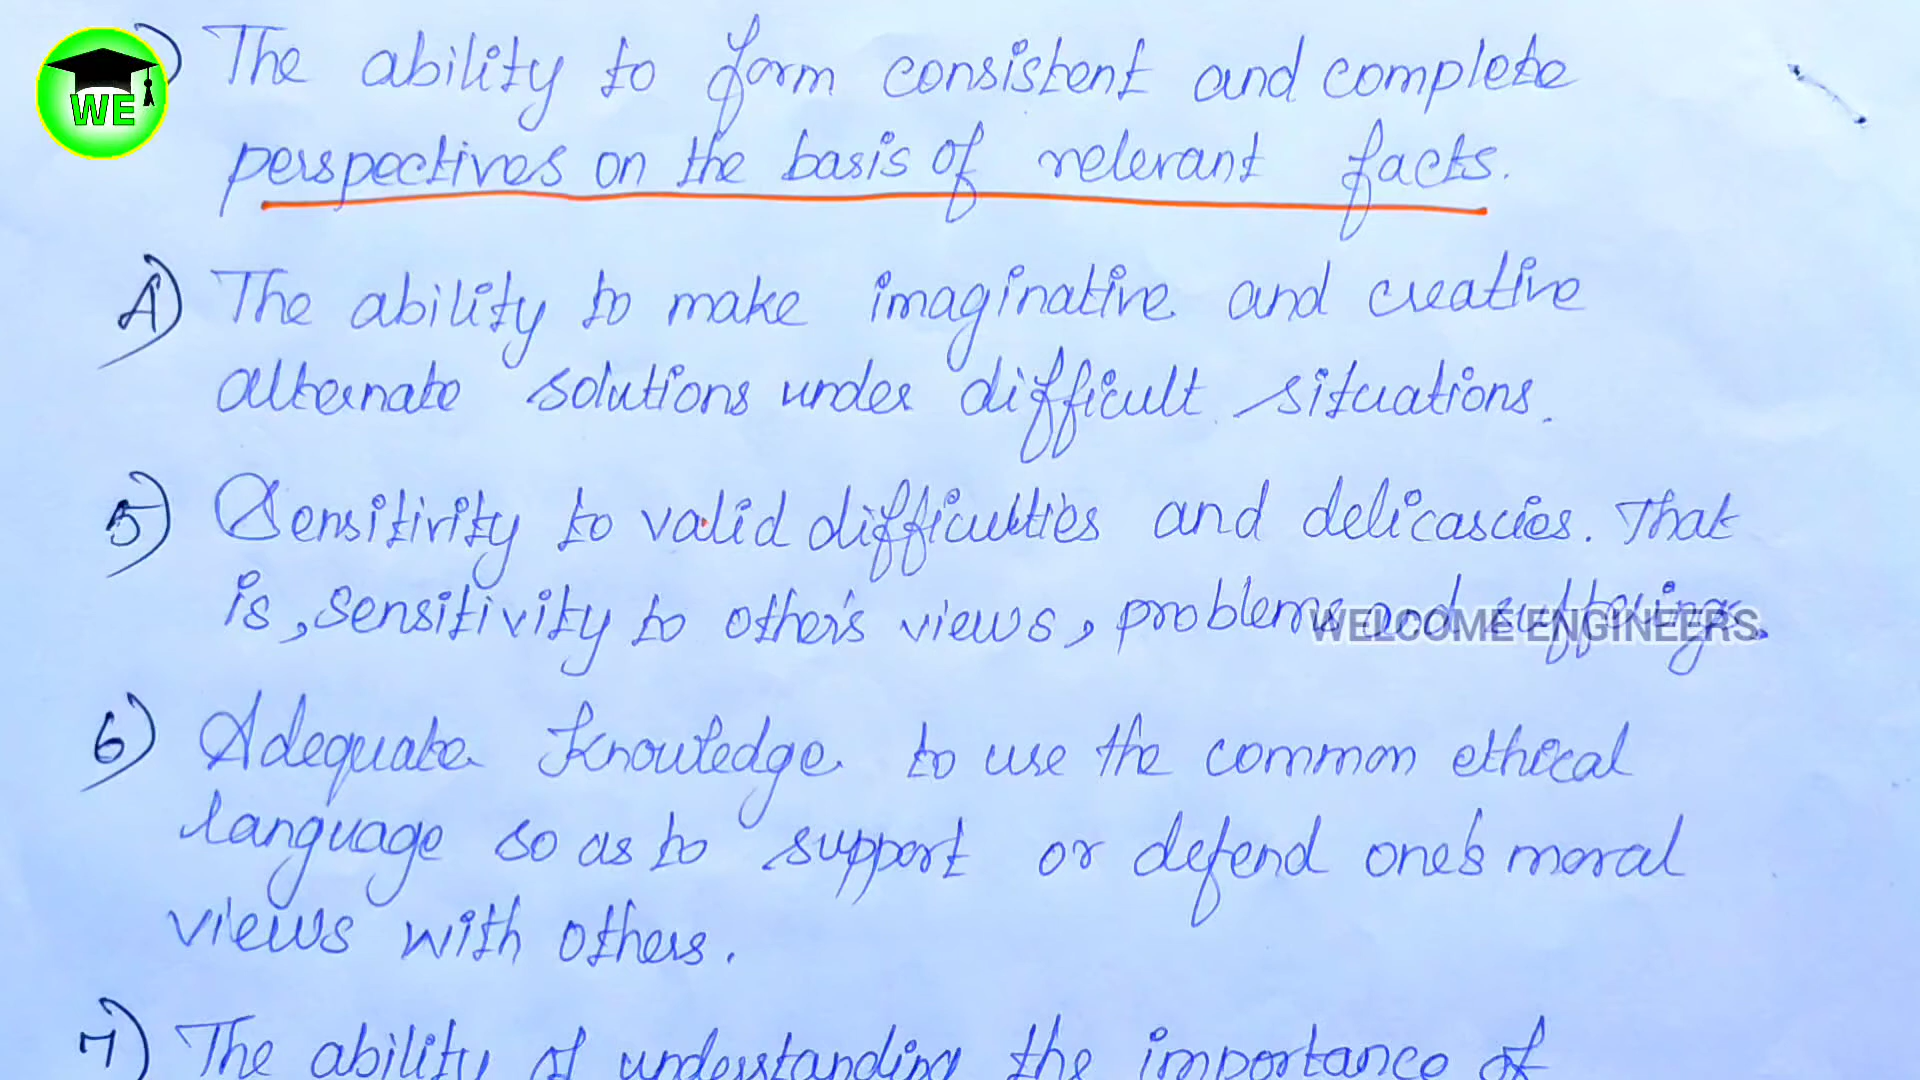 WE
) The ability to form consistent and complete
perspectives on the basis of relevant facts.
4) The ability to make imaginative and creative
alternate solutions under difficult situations.
5) Sensitivity to valid difficulties and delicascies. That
is, sensitivity to other's views, problems and sufferings.
WELCOME ENGINEERS
6) Adequate knowledge to use the common ethical
language so as to support or defend one's moral
views with others.
7) The ability of understanding the importance of